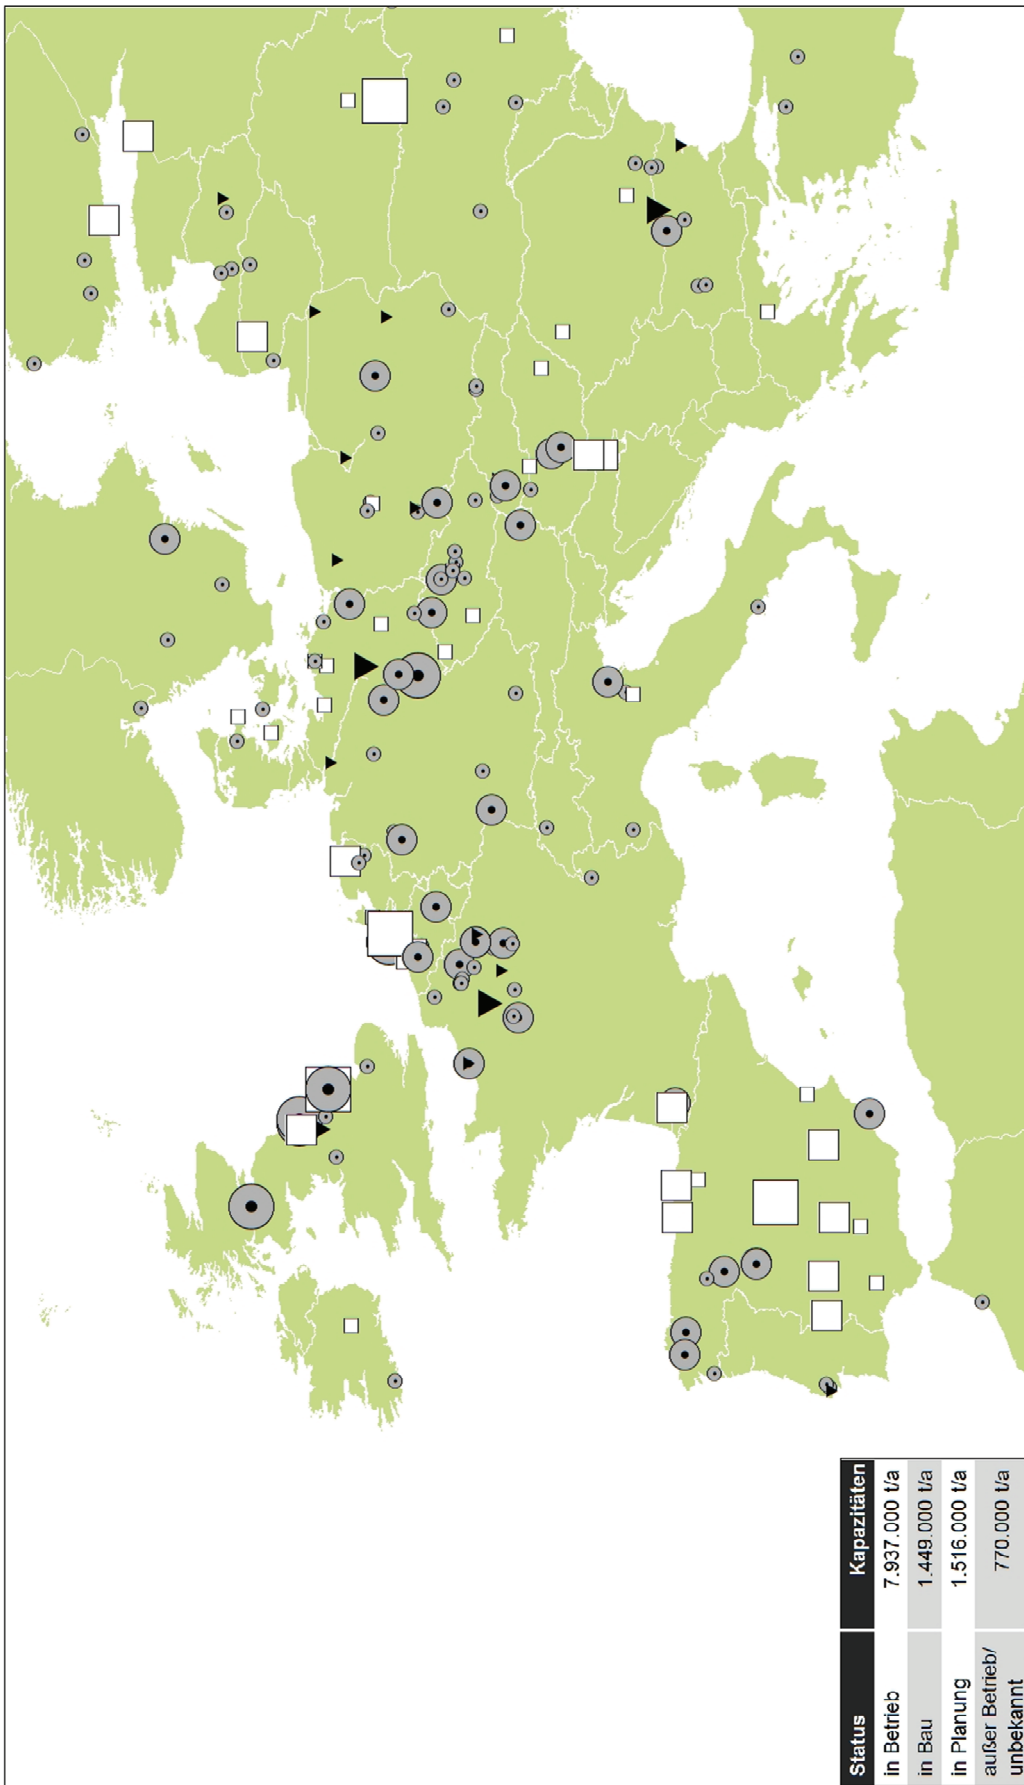 Status Kapazitäten
in Betrieb 7.937.000 t/a
in Bau 1.449.000 t/a
in Planung 1.516.000 t/a
außer Betrieb/
unbekannt 770.000 t/a